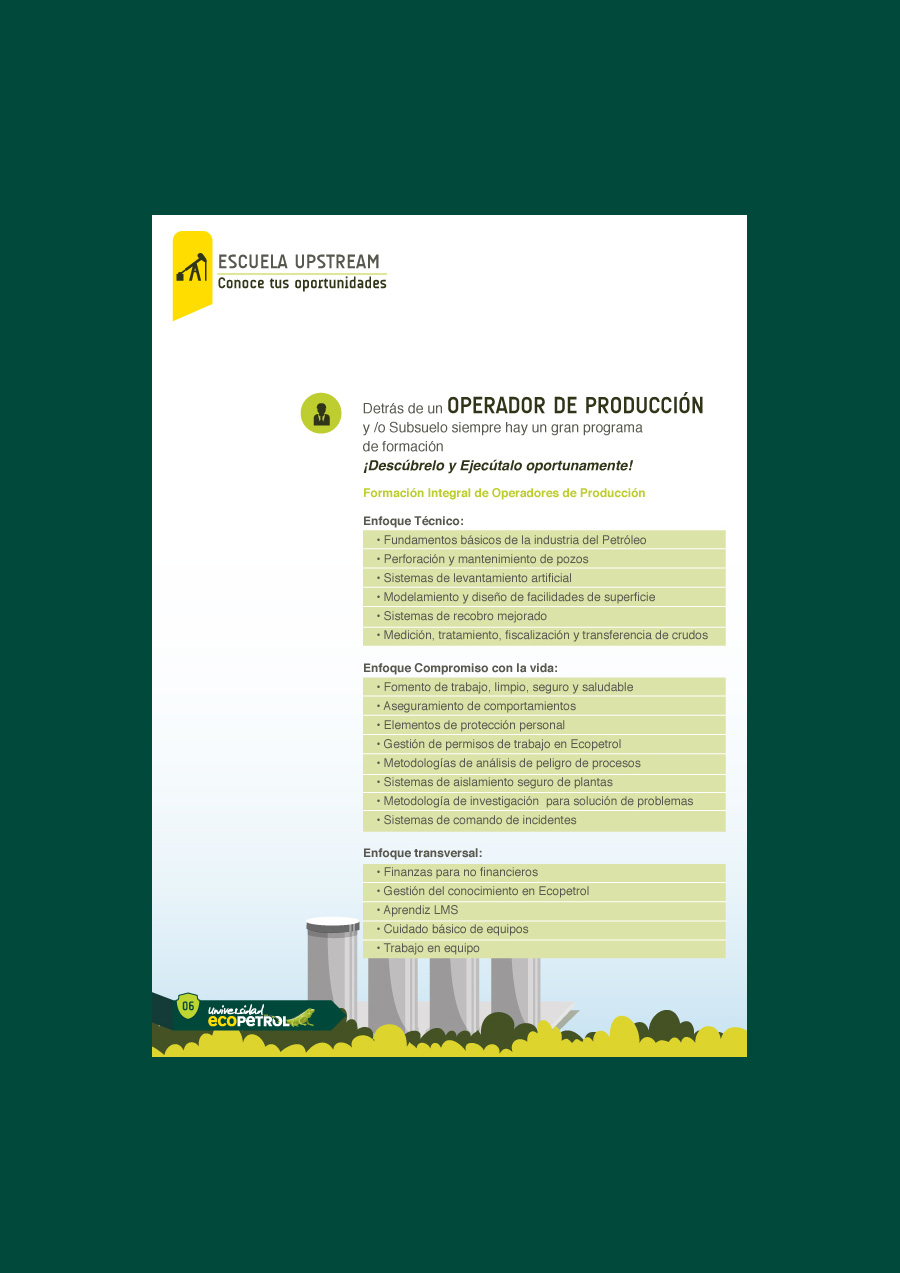 ESCUELA UPSTREAM
Conoce tus oportunidades
Detrás de un OPERADOR DE PRODUCCIÓN
y /o Subsuelo siempre hay un gran programa
de formación
¡Descúbrelo y Ejecútalo oportunamente!
Formación Integral de Operadores de Producción
Enfoque Técnico:
• Fundamentos básicos de la industria del Petróleo
• Perforación y mantenimiento de pozos
• Sistemas de levantamiento artificial
• Modelamiento y diseño de facilidades de superficie
• Sistemas de recobro mejorado
• Medición, tratamiento, fiscalización y transferencia de crudos
Enfoque Compromiso con la vida:
• Fomento de trabajo, limpio, seguro y saludable
• Aseguramiento de comportamientos
• Elementos de protección personal
• Gestión de permisos de trabajo en Ecopetrol
• Metodologías de análisis de peligro de procesos
• Sistemas de aislamiento seguro de plantas
• Metodología de investigación  para solución de problemas
• Sistemas de comando de incidentes
Enfoque transversal:
• Finanzas para no financieros
• Gestión del conocimiento en Ecopetrol
• Aprendiz LMS
• Cuidado básico de equipos
• Trabajo en equipo
06
universidad
ecoPETROL